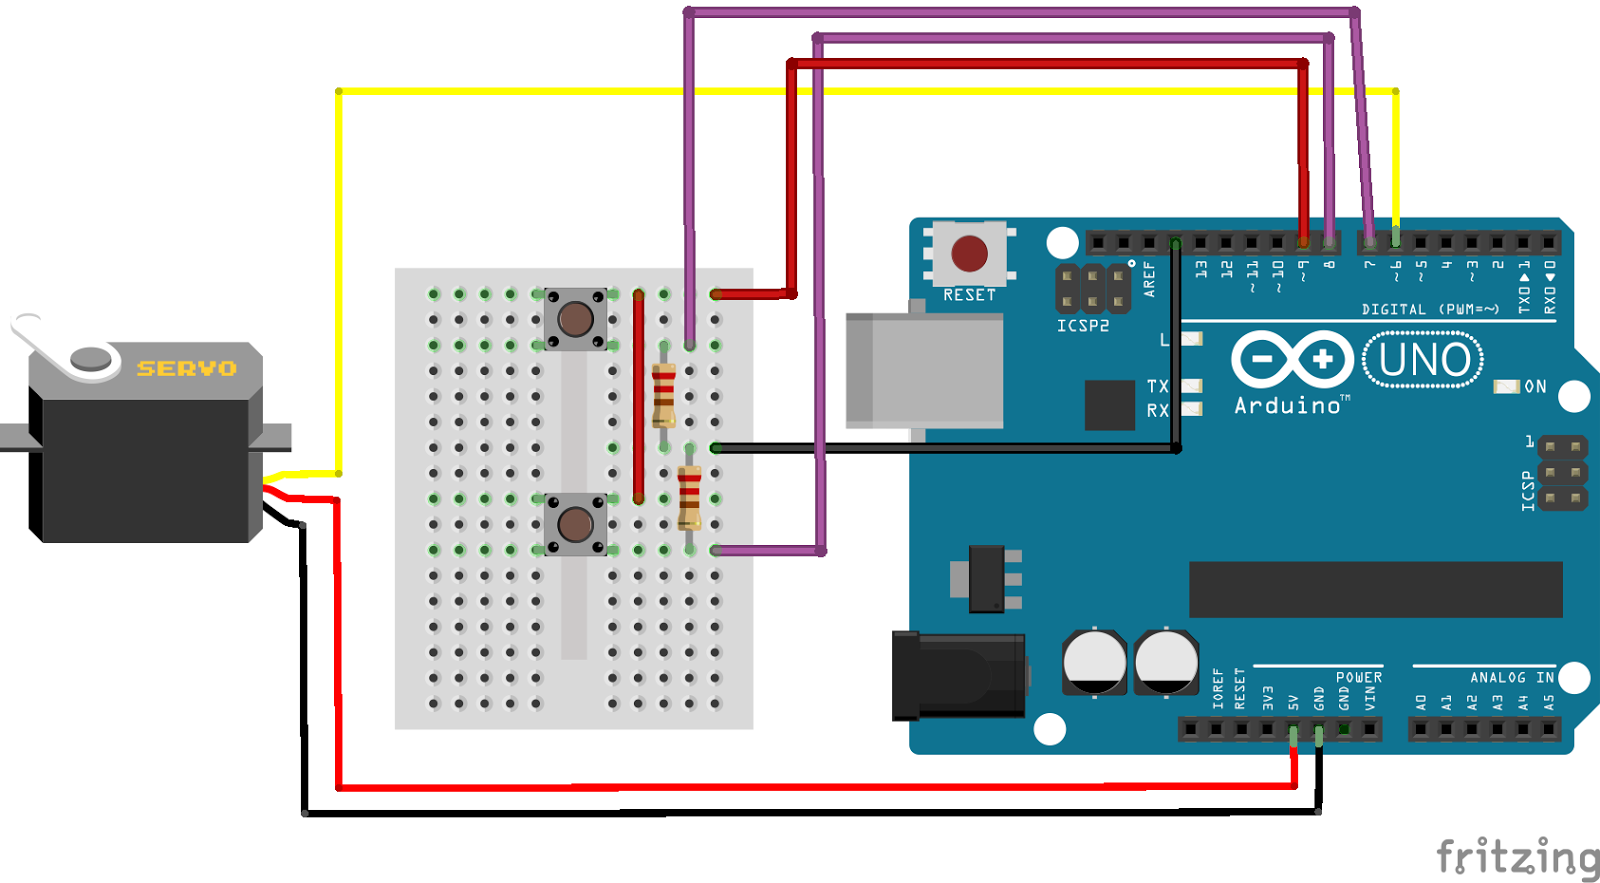 SERVO
RESET
ICSP2
AREF
13
12
~11
~10
~9
8
7
~6
~5
4
~3
2
TX0▶1
RX0◀0
DIGITAL (PWM=~)
L
TX
RX
UNO
Arduino™
ON
1
ICSP
IOREF
RESET
3V3
5V
GND
GND
VIN
POWER
ANALOG IN
A0
A1
A2
A3
A4
A5
fritzing